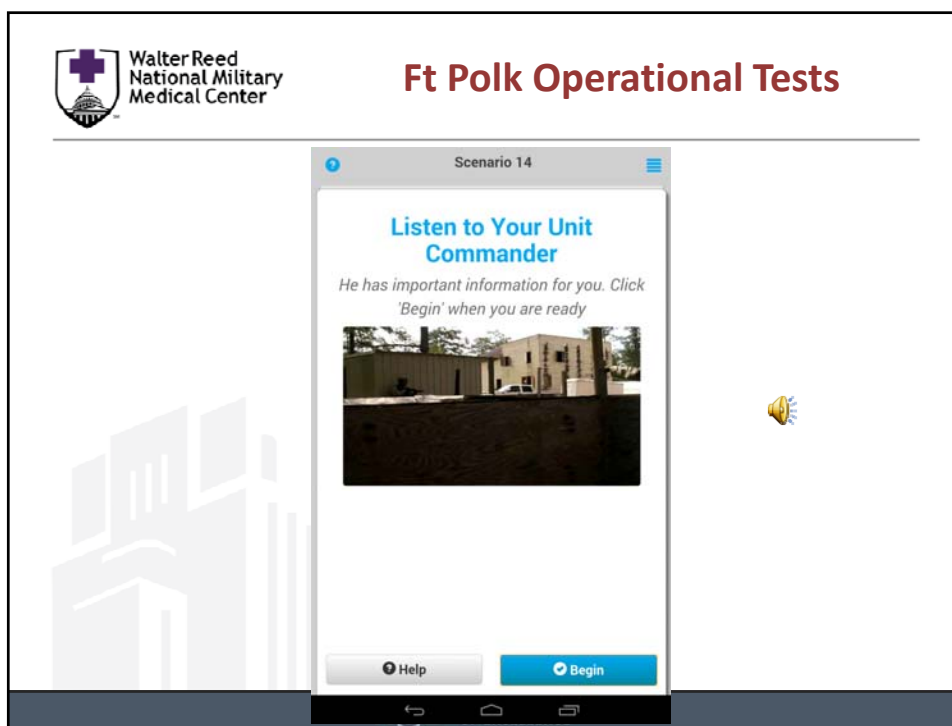 Walter Reed
National Military
Medical Center
Ft Polk Operational Tests
Scenario 14
Listen to Your Unit
Commander
He has important information for you. Click
'Begin' when you are ready
Help
Begin